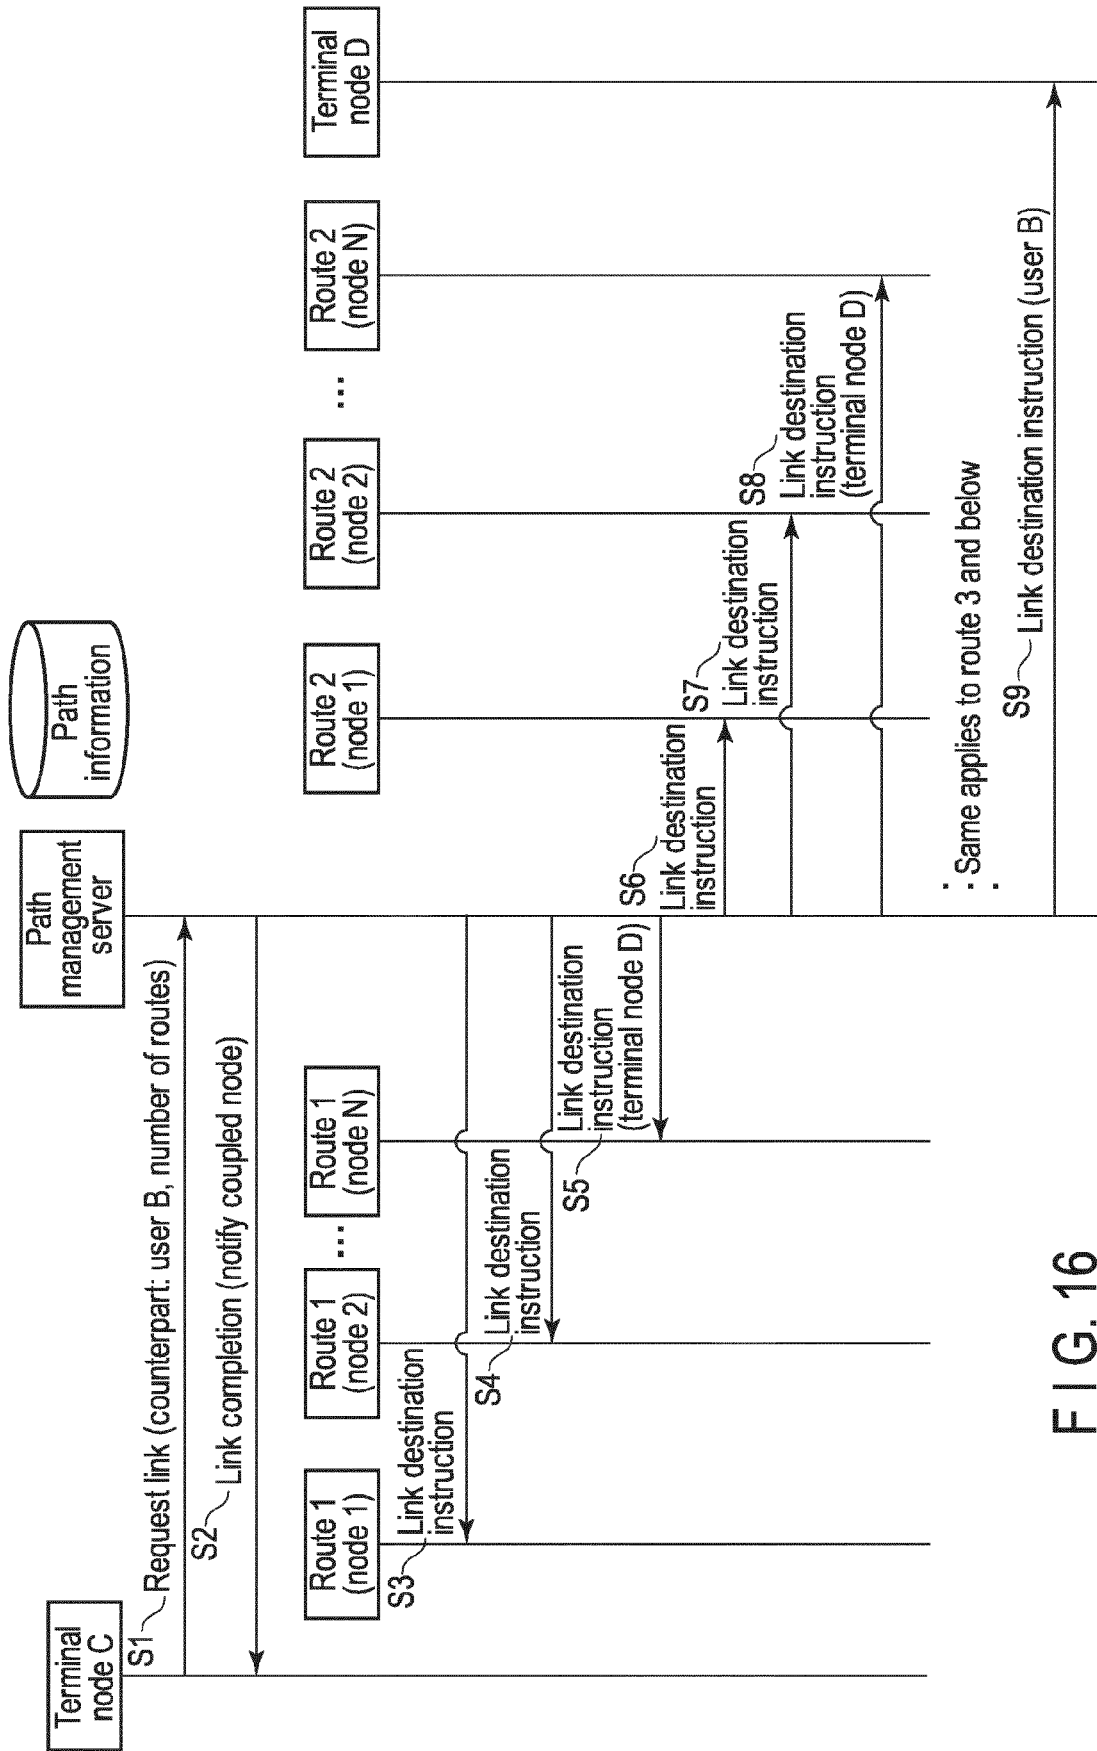 Terminal
node C
Path
management
server
Path
information
S1
Request link (counterpart: user B, number of routes)
S2
Link completion (notify coupled node)
Route 1
(node 1)
Route 1
(node 2)
...
Route 1
(node N)
Route 2
(node 1)
Route 2
(node 2)
...
Route 2
(node N)
Terminal
node D
S3
Link destination
instruction
S4
Link destination
instruction
S5
Link destination
instruction
(terminal node D)
S6
Link destination
instruction
S7
Link destination
instruction
S8
Link destination
instruction
(terminal node D)
Same applies to route 3 and below
S9
Link destination instruction (user B)
FIG. 16